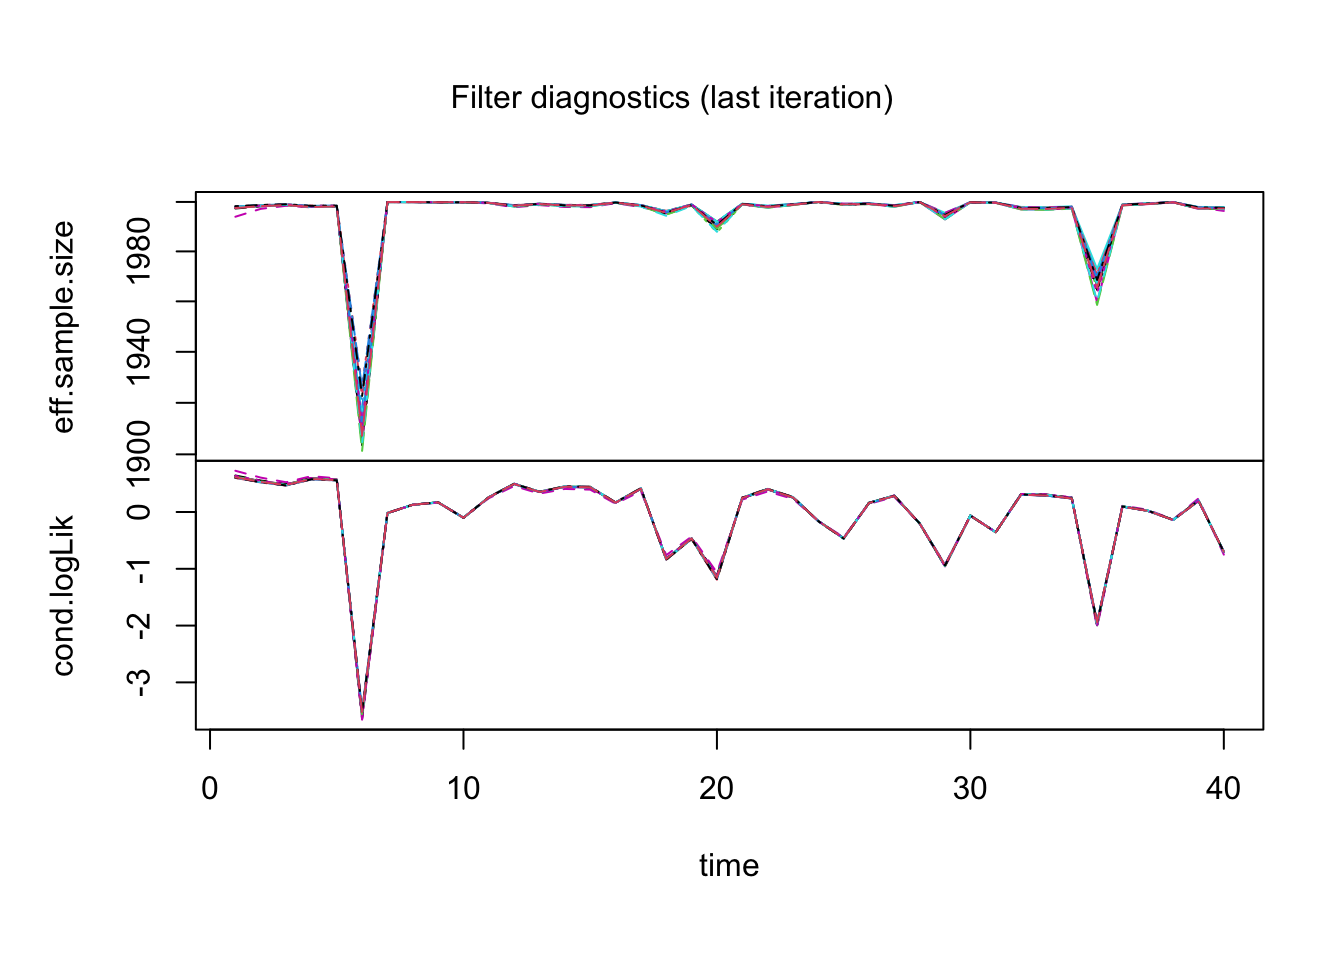 Filter diagnostics (last iteration)
eff.sample.size
1980
1940
1900
cond.logLik
0
-1
-2
-3
0 10 20 30 40
time